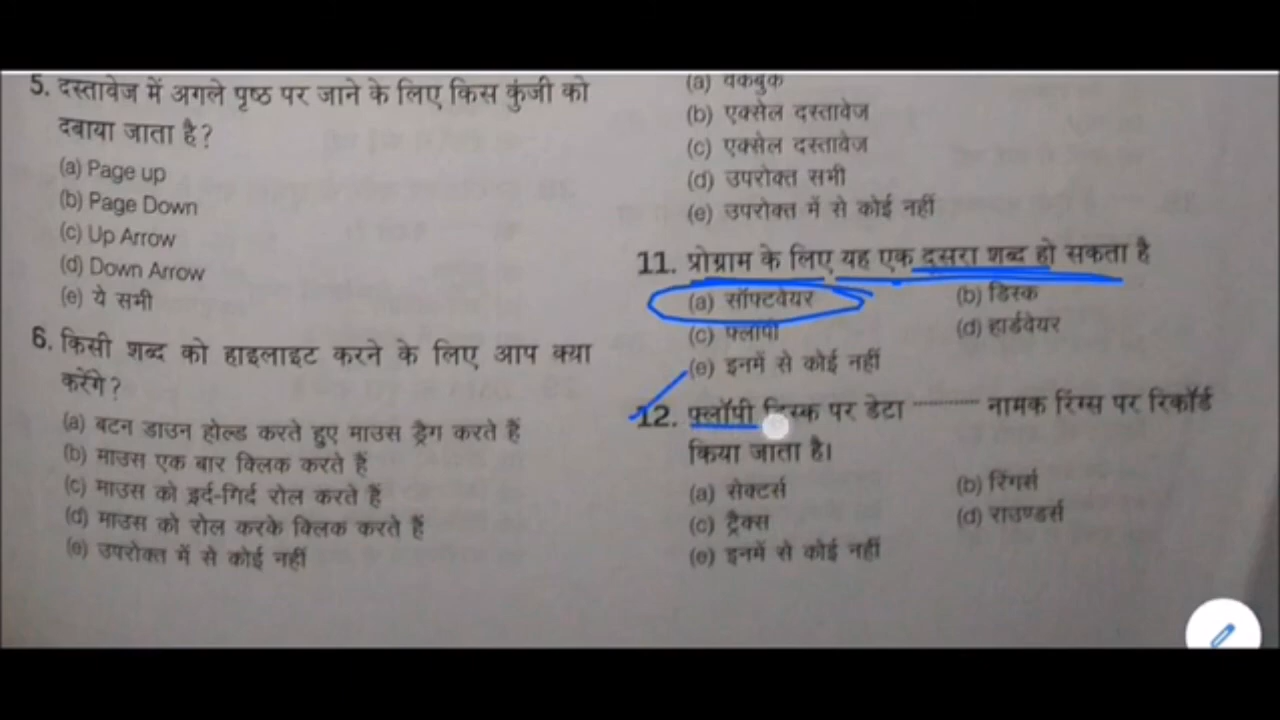 5. दस्तावेज में अगले पृष्ठ पर जाने के लिए किस कुंजी को
दबाया जाता है?
(a) Page up
(b) Page Down
(c) Up Arrow
(d) Down Arrow
(e) ये सभी
6. किसी शब्द को हाइलाइट करने के लिए आप क्या
करेंगे?
(a) बटन डाउन होल्ड करते हुए माउस ड्रैग करते हैं
(b) माउस एक बार क्लिक करते हैं
(c) माउस को इर्द-गिर्द रोल करते हैं
(d) माउस को रोल करके क्लिक करते हैं
(e) उपरोक्त में से कोई नहीं
(a) वर्कबुक
(b) एक्सेल दस्तावेज
(c) एक्सेल दस्तावेज
(d) उपरोक्त सभी
(e) उपरोक्त में से कोई नहीं
11. प्रोग्राम के लिए यह एक दूसरा शब्द हो सकता है
(a) सॉफ्टवेयर (b) डिस्क
(c) फ्लॉपी (d) हार्डवेयर
(e) इनमें से कोई नहीं
12. फ्लॉपी डिस्क पर डेटा ............ नामक रिंग्स पर रिकॉर्ड
किया जाता है।
(a) सेक्टर्स (b) रिंगर्स
(c) ट्रैक्स (d) राउण्डर्स
(e) इनमें से कोई नहीं